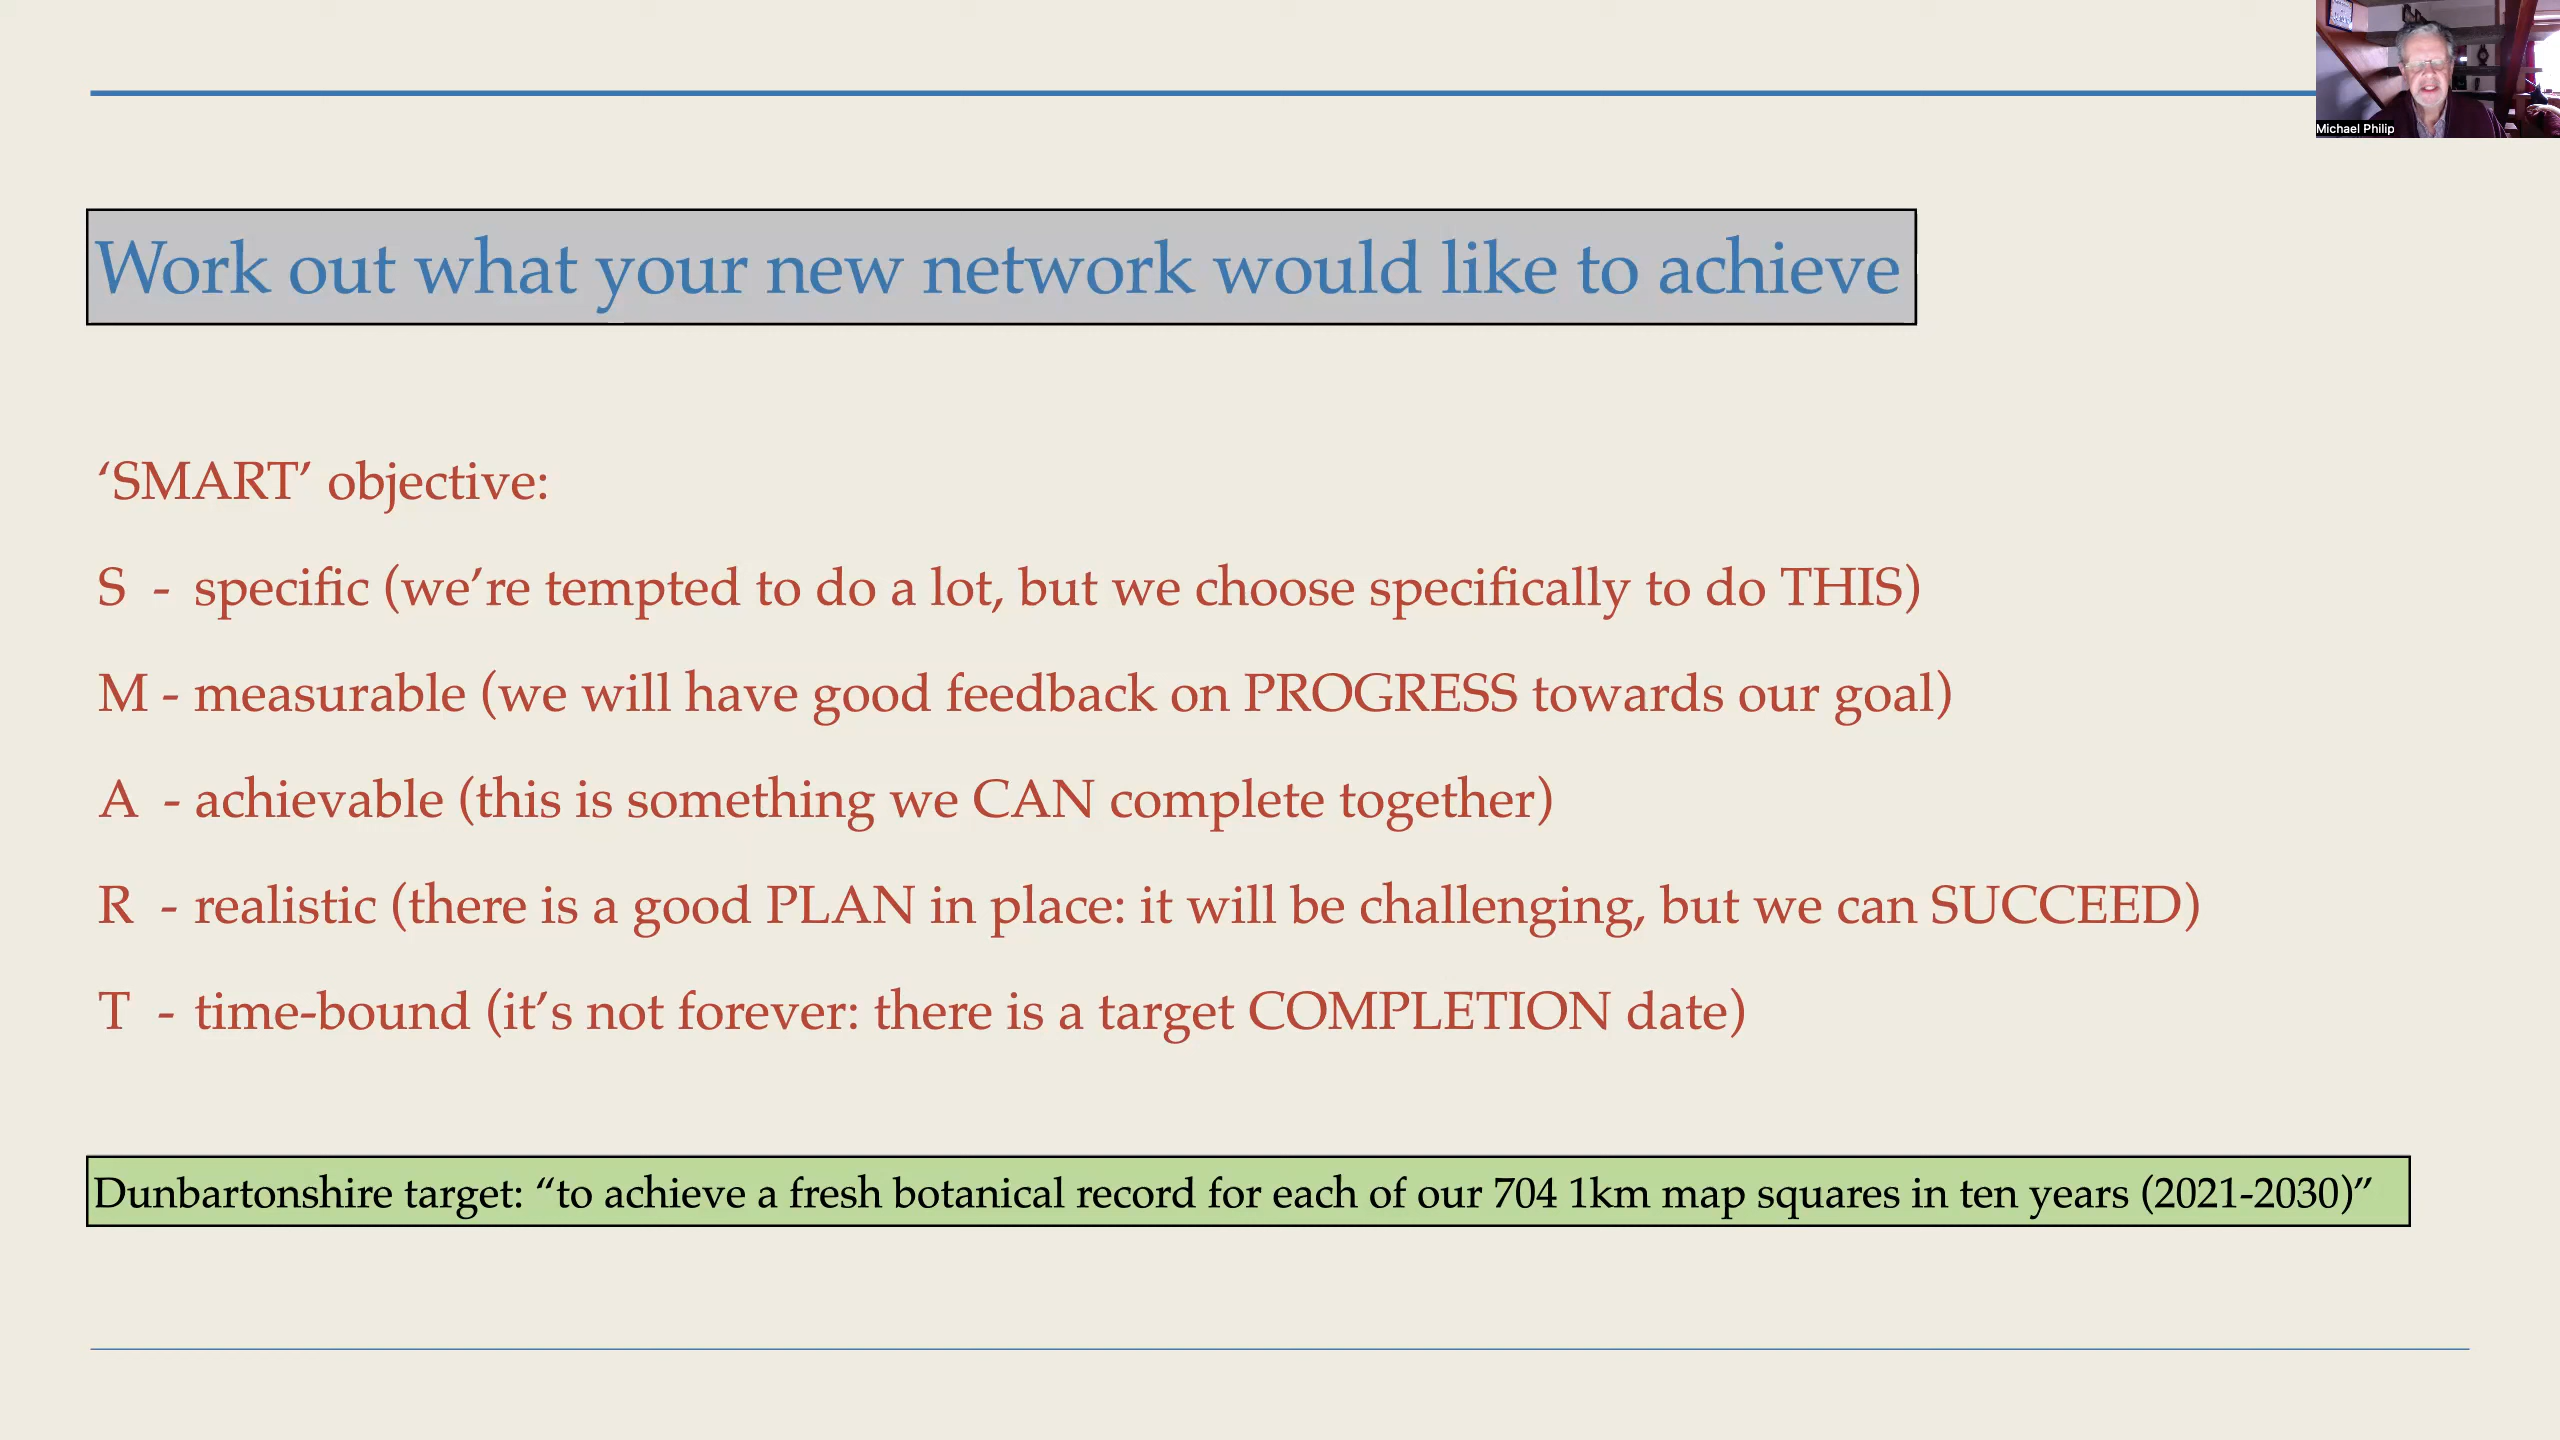 Michael Philip
Work out what your new network would like to achieve
‘SMART’ objective:
S - specific (we’re tempted to do a lot, but we choose specifically to do THIS)
M - measurable (we will have good feedback on PROGRESS towards our goal)
A - achievable (this is something we CAN complete together)
R - realistic (there is a good PLAN in place: it will be challenging, but we can SUCCEED)
T - time-bound (it’s not forever: there is a target COMPLETION date)
Dunbartonshire target: “to achieve a fresh botanical record for each of our 704 1km map squares in ten years (2021-2030)”